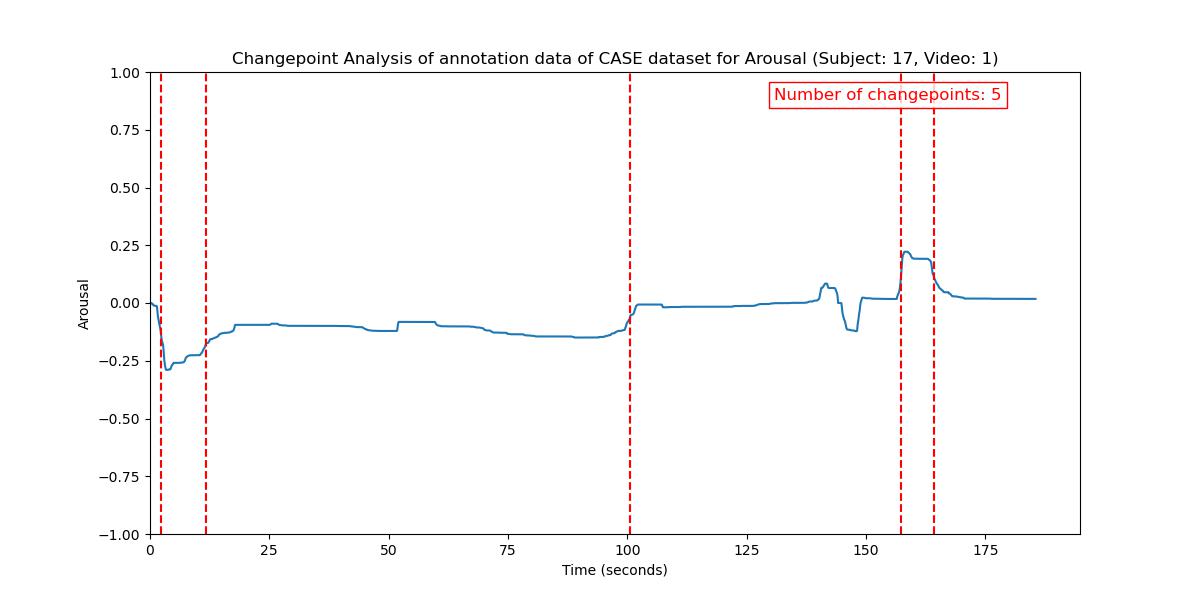 Changepoint Analysis of annotation data of CASE dataset for Arousal (Subject: 17, Video: 1)
Number of changepoints: 5
1.00
0.75
0.50
0.25
0.00
−0.25
−0.50
−0.75
−1.00
Arousal
0 25 50 75 100 125 150 175
Time (seconds)